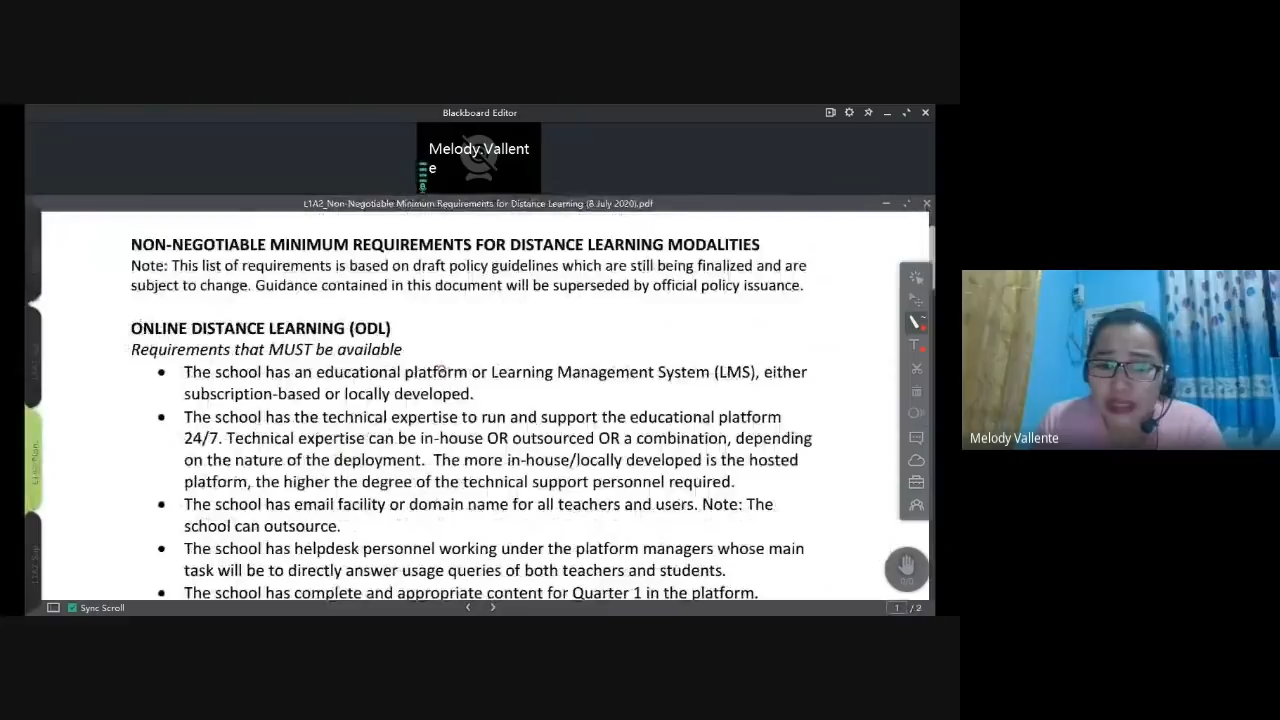 Blackboard Editor
Melody.Vallent
e
L1A2_Non-Negotiable Minimum Requirements for Distance Learning (8 July 2020).pdf
NON-NEGOTIABLE MINIMUM REQUIREMENTS FOR DISTANCE LEARNING MODALITIES
Note: This list of requirements is based on draft policy guidelines which are still being finalized and are
subject to change. Guidance contained in this document will be superseded by official policy issuance.
ONLINE DISTANCE LEARNING (ODL)
Requirements that MUST be available
• The school has an educational platform or Learning Management System (LMS), either
subscription-based or locally developed.
• The school has the technical expertise to run and support the educational platform
24/7. Technical expertise can be in-house OR outsourced OR a combination, depending
on the nature of the deployment. The more in-house/locally developed is the hosted
platform, the higher the degree of the technical support personnel required.
• The school has email facility or domain name for all teachers and users. Note: The
school can outsource.
• The school has helpdesk personnel working under the platform managers whose main
task will be to directly answer usage queries of both teachers and students.
• The school has complete and appropriate content for Quarter 1 in the platform.
0/0
Sync Scroll
1 / 2
Melody Vallente